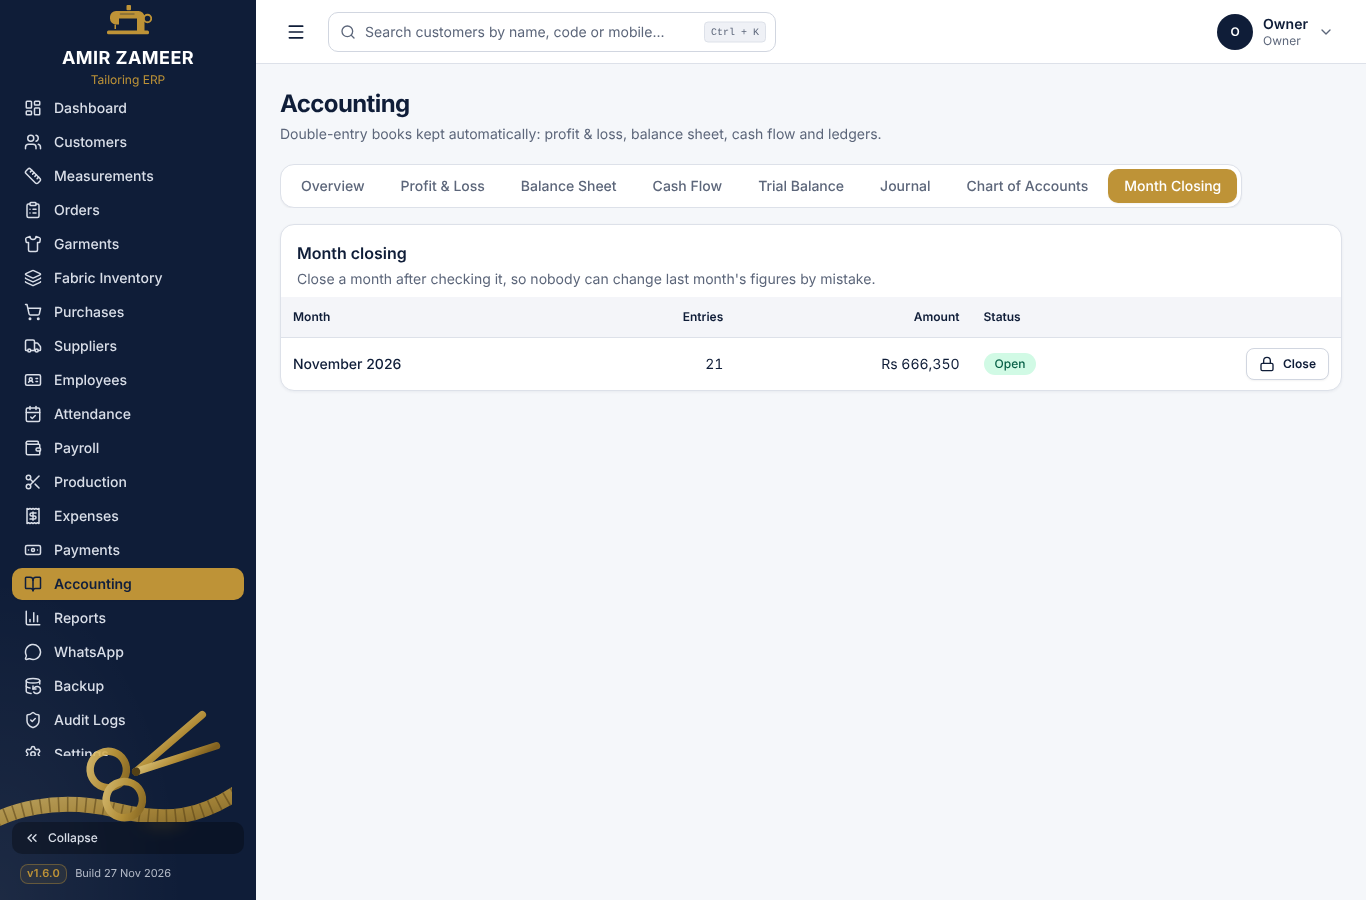 AMIR ZAMEER
Tailoring ERP
Dashboard
Customers
Measurements
Orders
Garments
Fabric Inventory
Purchases
Suppliers
Employees
Attendance
Payroll
Production
Expenses
Payments
Accounting
Reports
WhatsApp
Backup
Audit Logs
Settings
Collapse
v1.6.0 Build 27 Nov 2026
Search customers by name, code or mobile... Ctrl + K
O Owner
Owner
Accounting
Double-entry books kept automatically: profit & loss, balance sheet, cash flow and ledgers.
Overview Profit & Loss Balance Sheet Cash Flow Trial Balance Journal Chart of Accounts Month Closing
Month closing
Close a month after checking it, so nobody can change last month's figures by mistake.
Month Entries Amount Status
November 2026 21 Rs 666,350 Open Close